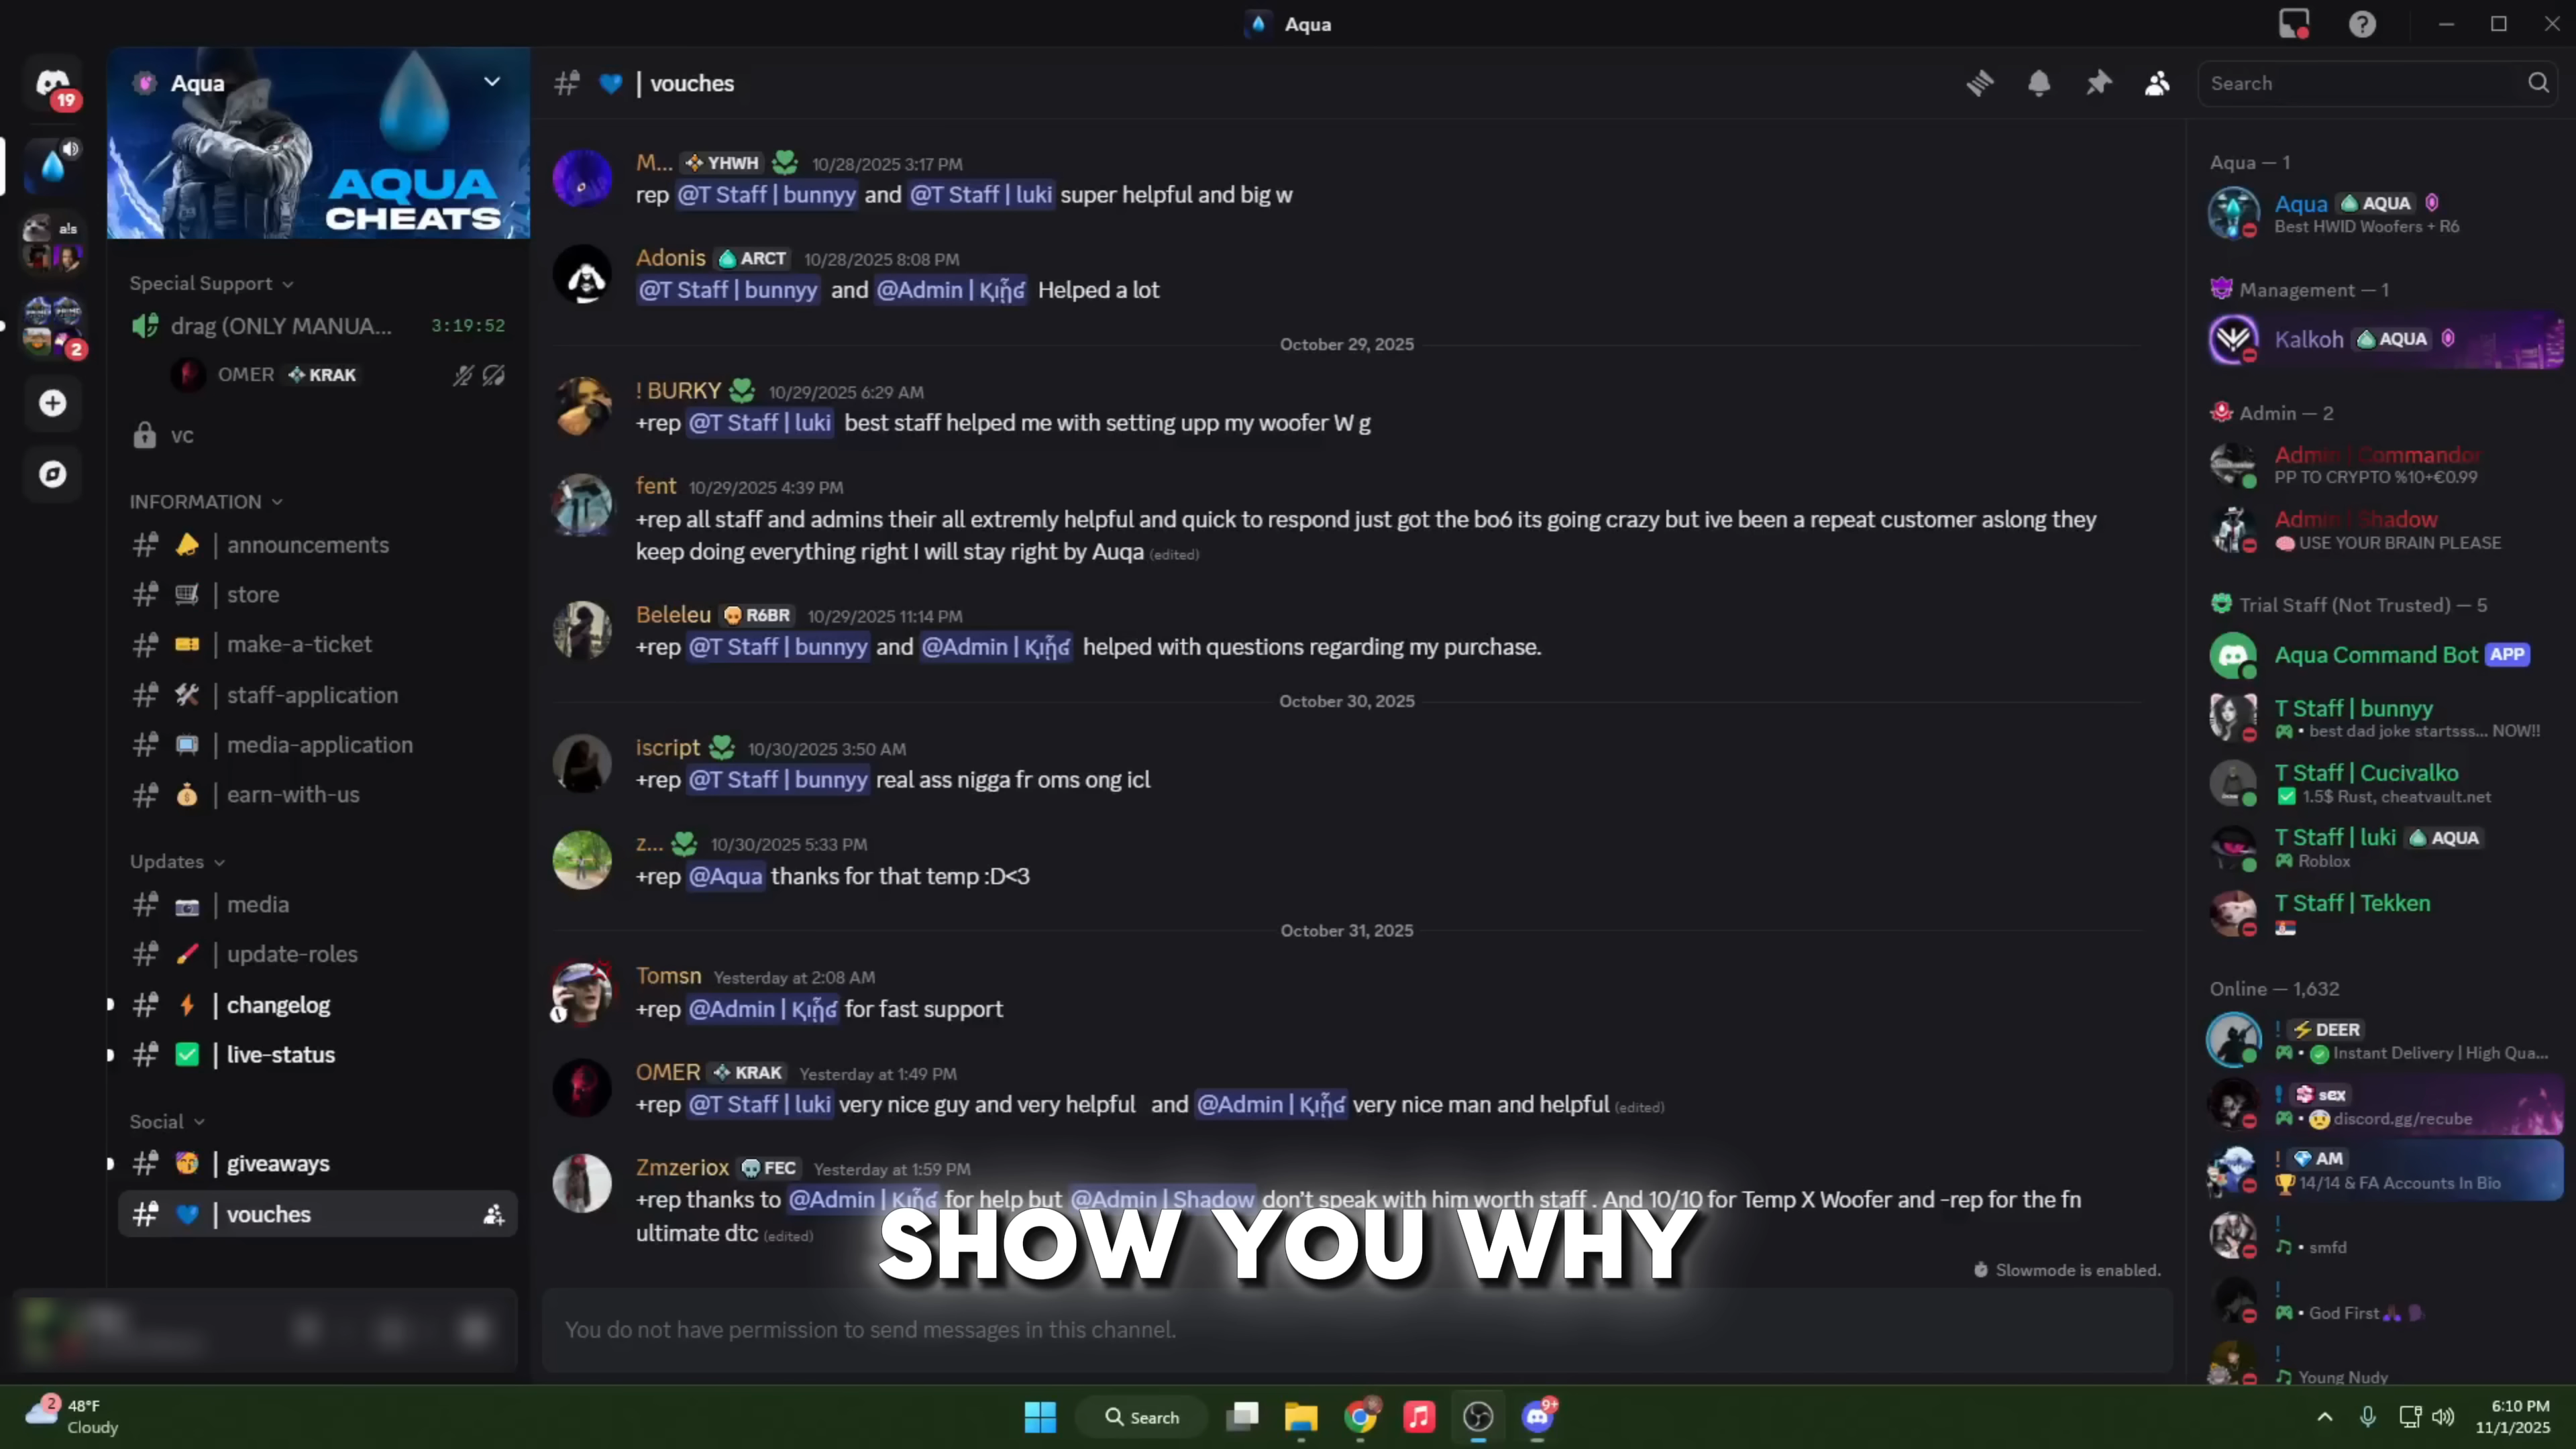 Aqua
19
Aqua
AQUA
CHEATS
Special Support
drag (ONLY MANUA... 3:19:52
OMER KRAK
vc
INFORMATION
| announcements
| store
| make-a-ticket
| staff-application
| media-application
| earn-with-us
Updates
| media
| update-roles
| changelog
| live-status
Social
| giveaways
| vouches
a!s
2
| vouches
Search
M... YHWH 10/28/2025 3:17 PM
rep @T Staff | bunnyy and @T Staff | luki super helpful and big w
Adonis ARCT 10/28/2025 8:08 PM
@T Staff | bunnyy and @Admin | Ƙıᾗɠ Helped a lot
October 29, 2025
! BURKY 10/29/2025 6:29 AM
+rep @T Staff | luki best staff helped me with setting upp my woofer W g
fent 10/29/2025 4:39 PM
+rep all staff and admins their all extremly helpful and quick to respond just got the bo6 its going crazy but ive been a repeat customer aslong they
keep doing everything right I will stay right by Auqa (edited)
Beleleu R6BR 10/29/2025 11:14 PM
+rep @T Staff | bunnyy and @Admin | Ƙıᾗɠ helped with questions regarding my purchase.
October 30, 2025
iscript 10/30/2025 3:50 AM
+rep @T Staff | bunnyy real ass nigga fr oms ong icl
z... 10/30/2025 5:33 PM
+rep @Aqua thanks for that temp :D<3
October 31, 2025
Tomsn Yesterday at 2:08 AM
+rep @Admin | Ƙıᾗɠ for fast support
OMER KRAK Yesterday at 1:49 PM
+rep @T Staff | luki very nice guy and very helpful and @Admin | Ƙıᾗɠ very nice man and helpful (edited)
Zmzeriox FEC Yesterday at 1:59 PM
+rep thanks to @Admin | Ƙıᾗɠ for help but @Admin | Shadow don't speak with him worth staff . And 10/10 for Temp X Woofer and -rep for the fn
ultimate dtc (edited)
SHOW YOU WHY
Slowmode is enabled.
You do not have permission to send messages in this channel.
Aqua — 1
Aqua AQUA
Best HWID Woofers + R6
Management — 1
Kalkoh AQUA
Admin — 2
Admin | Commandor
PP TO CRYPTO %10+€0.99
Admin | Shadow
USE YOUR BRAIN PLEASE
Trial Staff (Not Trusted) — 5
Aqua Command Bot APP
T Staff | bunnyy
• best dad joke startsss... NOW!!
T Staff | Cucivalko
1.5$ Rust, cheatvault.net
T Staff | luki AQUA
Roblox
T Staff | Tekken
Online — 1,632
! DEER
• Instant Delivery | High Qua...
! sex
• discord.gg/recube
! AM
14/14 & FA Accounts In Bio
!
• smfd
!
• God First
!
Young Nudy
2
48°F
Cloudy
Search
9+
6:10 PM
11/1/2025